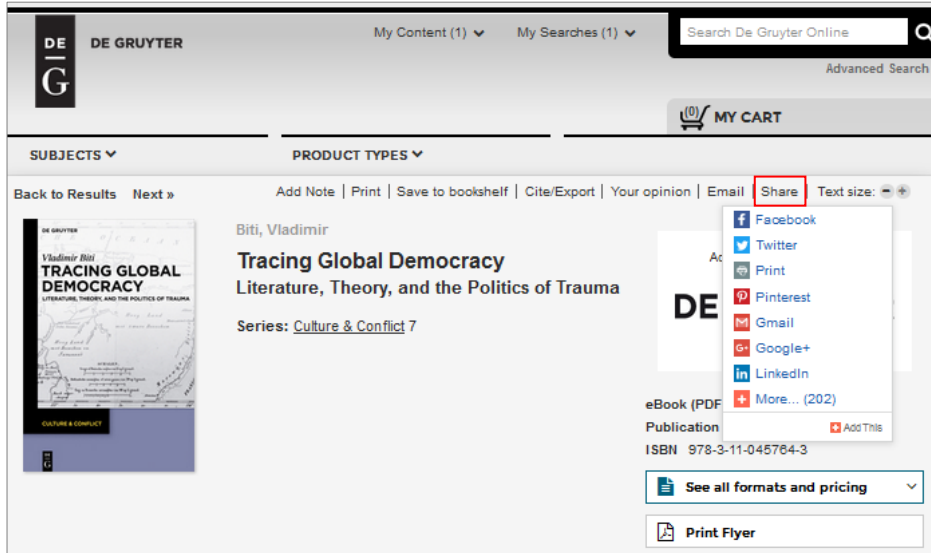 DE
G
DE GRUYTER
My Content (1)
My Searches (1)
Search De Gruyter Online
Advanced Search
(0) MY CART
SUBJECTS
PRODUCT TYPES
Back to Results Next »
Add Note | Print | Save to bookshelf | Cite/Export | Your opinion | Email | Share | Text size: - +
DE GRUYTER
Vladimir Biti
TRACING GLOBAL
DEMOCRACY
LITERATURE, THEORY, AND THE POLITICS OF TRAUMA
CULTURE & CONFLICT
DE
G
Biti, Vladimir
Tracing Global Democracy
Literature, Theory, and the Politics of Trauma
Series: Culture & Conflict 7
DE
Facebook
Twitter
Print
Pinterest
Gmail
Google+
LinkedIn
More... (202)
AddThis
eBook (PDF
Publication
ISBN 978-3-11-045764-3
See all formats and pricing
Print Flyer